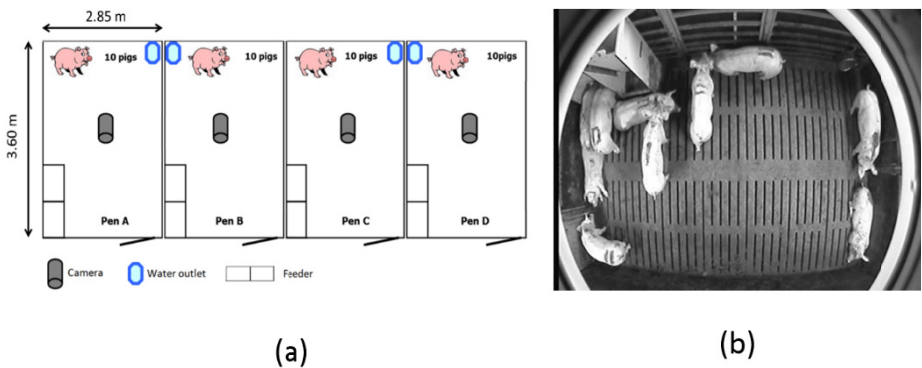 2.85 m
3.60 m
10 pigs
10 pigs
10 pigs
10pigs
Pen A
Pen B
Pen C
Pen D
Camera
Water outlet
Feeder
(a)
(b)